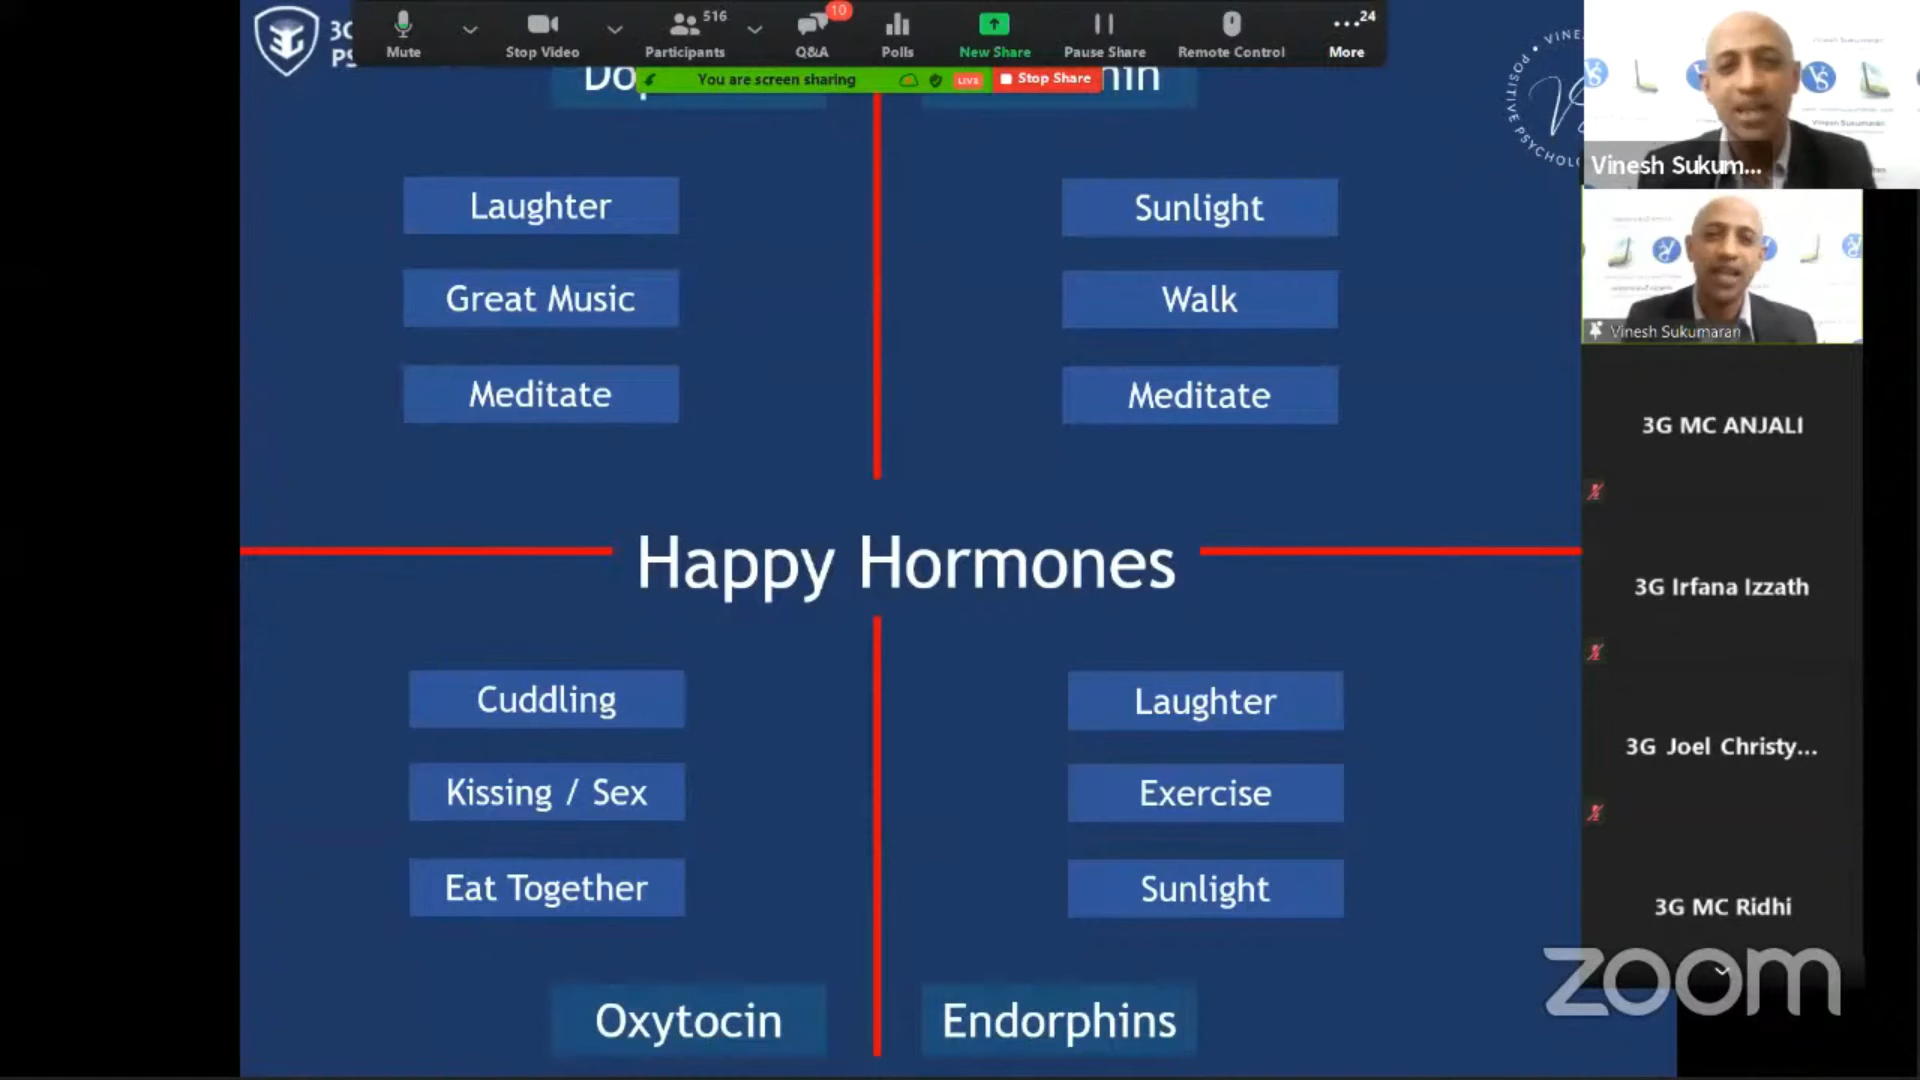 Mute
Stop Video
Participants
516
Q&A
10
Polls
New Share
Pause Share
Remote Control
More
24
You are screen sharing
LIVE
Stop Share
Laughter
Great Music
Meditate
Sunlight
Walk
Meditate
Happy Hormones
Cuddling
Kissing / Sex
Eat Together
Laughter
Exercise
Sunlight
Oxytocin
Endorphins
Vinesh Sukum...
Vinesh Sukumaran
3G MC ANJALI
3G Irfana Izzath
3G Joel Christy...
3G MC Ridhi
zoom